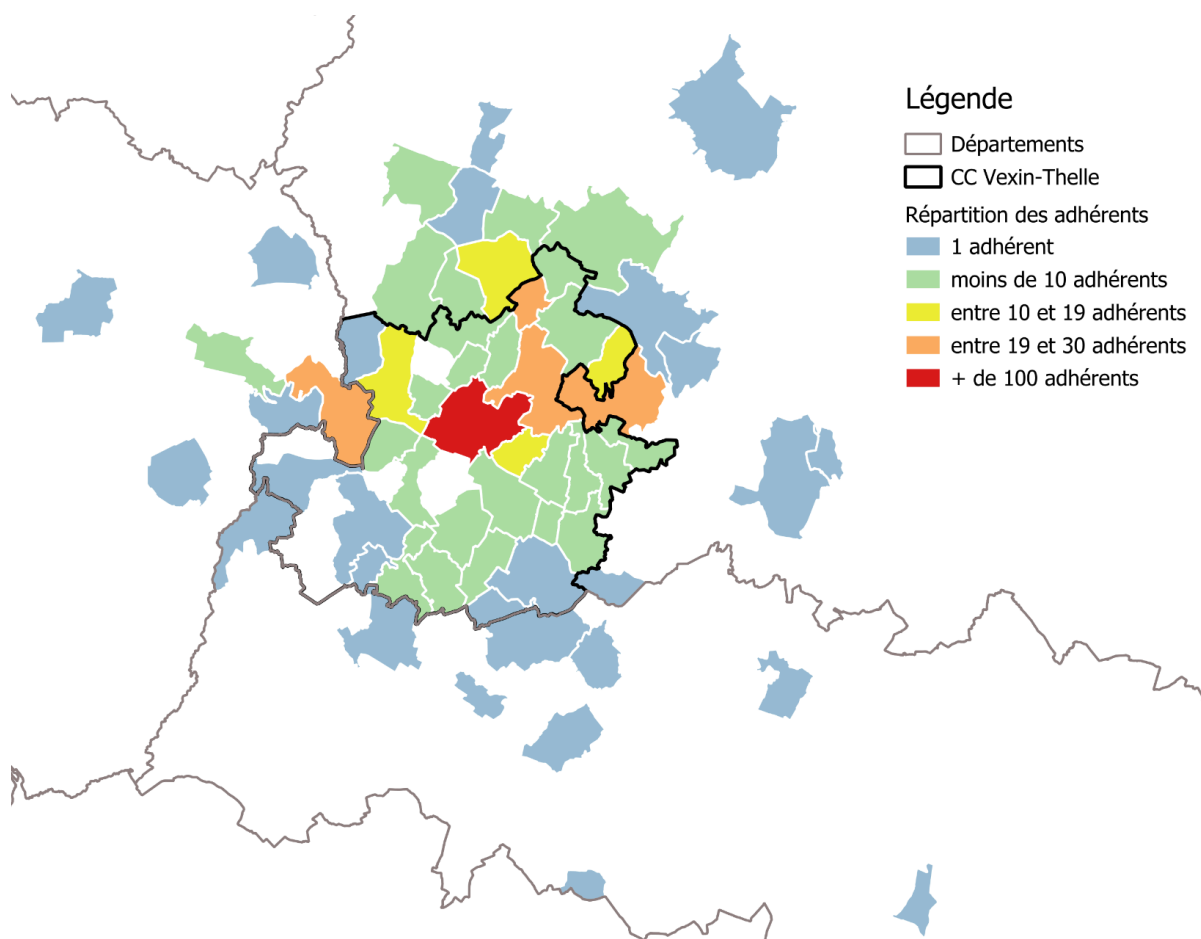 Légende
Départements
CC Vexin-Thelle
Répartition des adhérents
1 adhérent
moins de 10 adhérents
entre 10 et 19 adhérents
entre 19 et 30 adhérents
+ de 100 adhérents